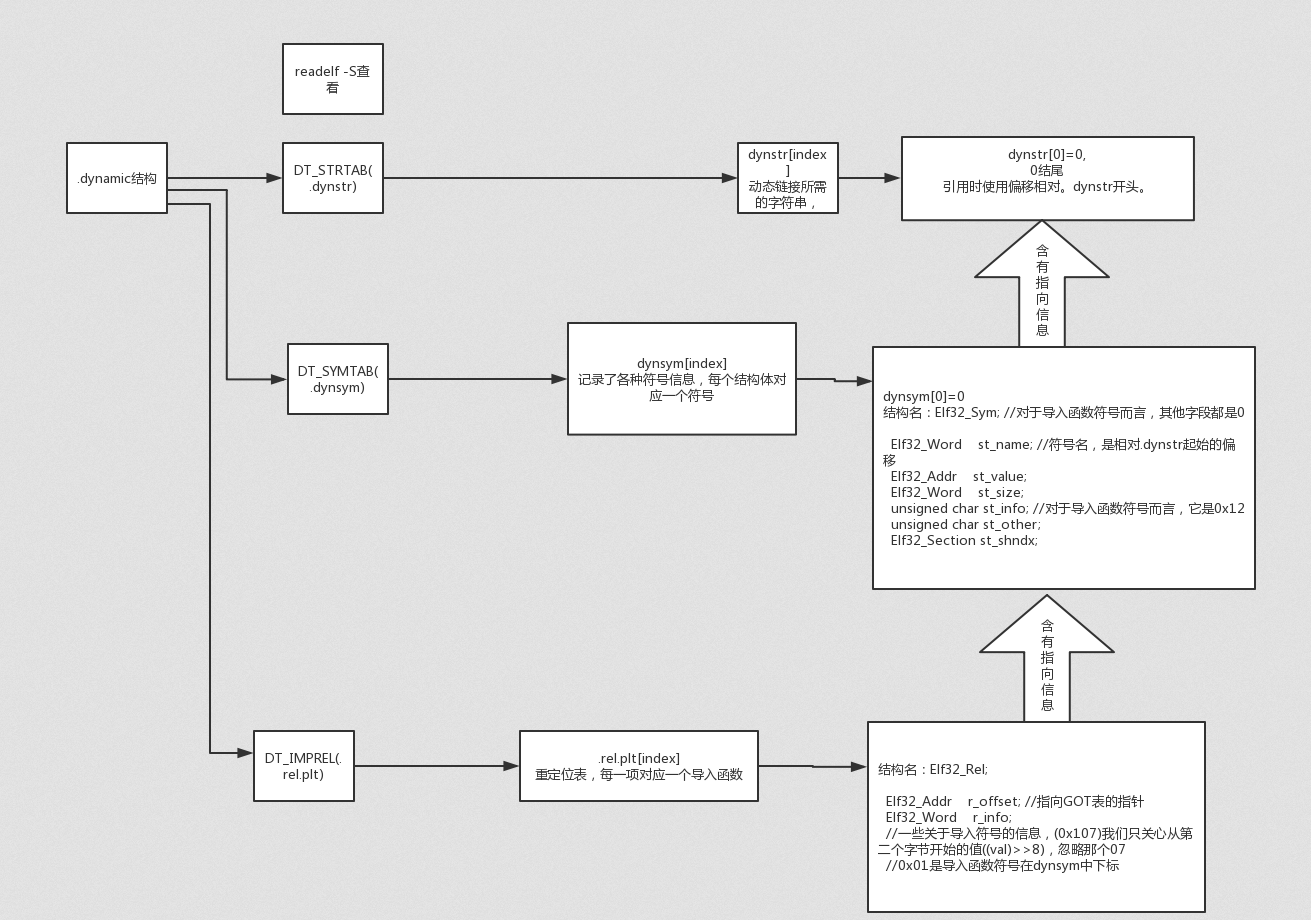 readelf -S查
看
.dynamic结构
DT_STRTAB(
.dynstr)
dynstr[index
]
动态链接所需
的字符串，
dynstr[0]=0,
0结尾
引用时使用偏移相对。dynstr开头。
含
有
指
向
信
息
DT_SYMTAB(
.dynsym)
dynsym[index]
记录了各种符号信息，每个结构体对
应一个符号
dynsym[0]=0
结构名：Elf32_Sym; //对于导入函数符号而言，其他字段都是0
Elf32_Word    st_name; //符号名，是相对.dynstr起始的偏
移
Elf32_Addr    st_value;
Elf32_Word    st_size;
unsigned char st_info; //对于导入函数符号而言，它是0x12
unsigned char st_other;
Elf32_Section st_shndx;
含
有
指
向
信
息
DT_IMPREL(.
rel.plt)
.rel.plt[index]
重定位表，每一项对应一个导入函数
结构名：Elf32_Rel;
Elf32_Addr    r_offset; //指向GOT表的指针
Elf32_Word    r_info;
//一些关于导入符号的信息，(0x107)我们只关心从第
二个字节开始的值((val)>>8)，忽略那个07
//0x01是导入函数符号在dynsym中下标